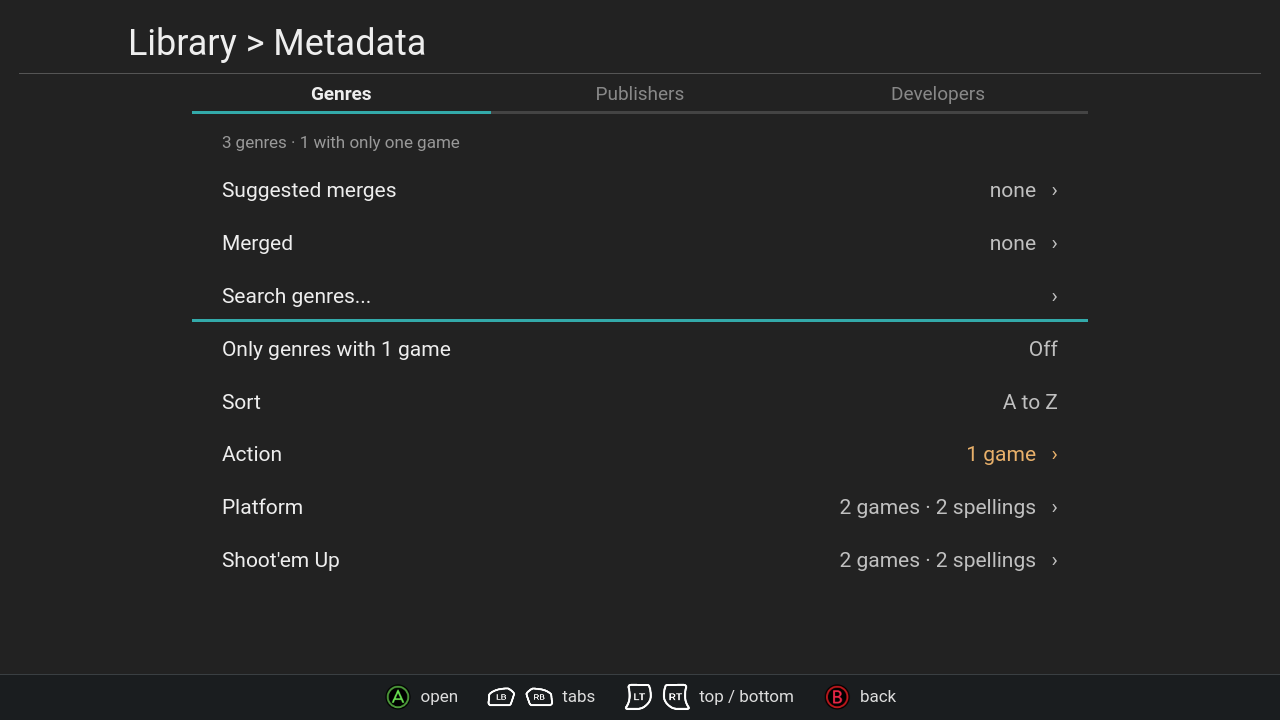 Library > Metadata
Genres Publishers Developers
3 genres · 1 with only one game
Suggested merges none ›
Merged none ›
Search genres... ›
Only genres with 1 game Off
Sort A to Z
Action 1 game ›
Platform 2 games · 2 spellings ›
Shoot'em Up 2 games · 2 spellings ›
A open LB RB tabs LT RT top / bottom B back